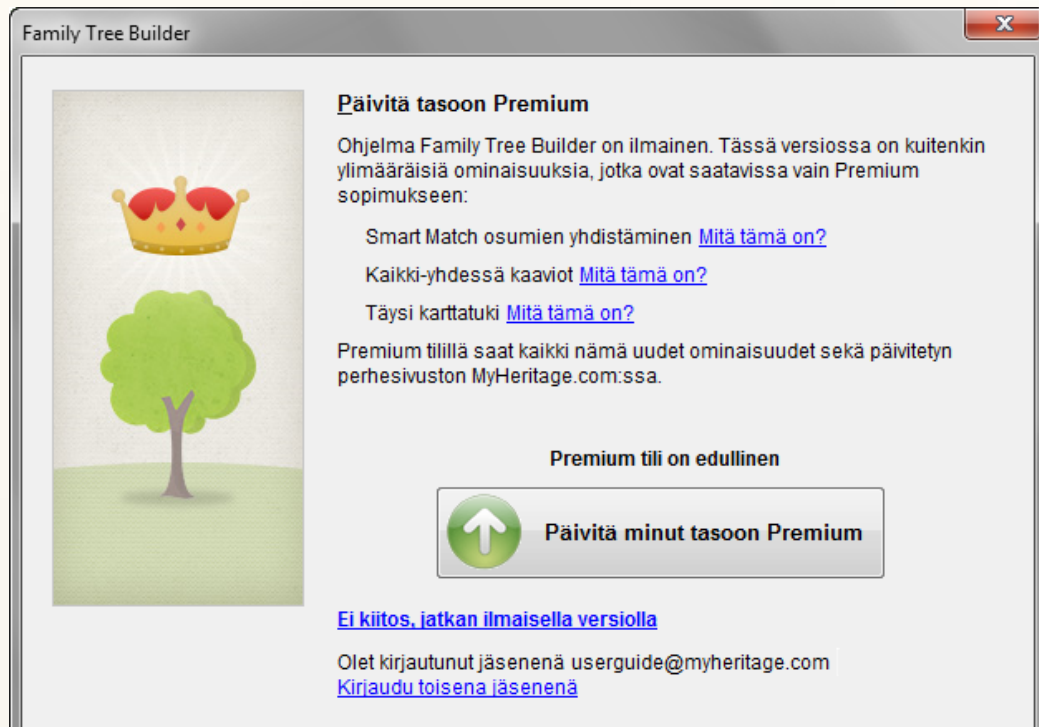 Family Tree Builder
Päivitä tasoon Premium
Ohjelma Family Tree Builder on ilmainen. Tässä versiossa on kuitenkin
ylimääräisiä ominaisuuksia, jotka ovat saatavissa vain Premium
sopimukseen:
Smart Match osumien yhdistäminen Mitä tämä on?
Kaikki-yhdessä kaaviot Mitä tämä on?
Täysi karttatuki Mitä tämä on?
Premium tilillä saat kaikki nämä uudet ominaisuudet sekä päivitetyn
perhesivuston MyHeritage.com:ssa.
Premium tili on edullinen
Päivitä minut tasoon Premium
Ei kiitos, jatkan ilmaisella versiolla
Olet kirjautunut jäsenenä userguide@myheritage.com
Kirjaudu toisena jäsenenä